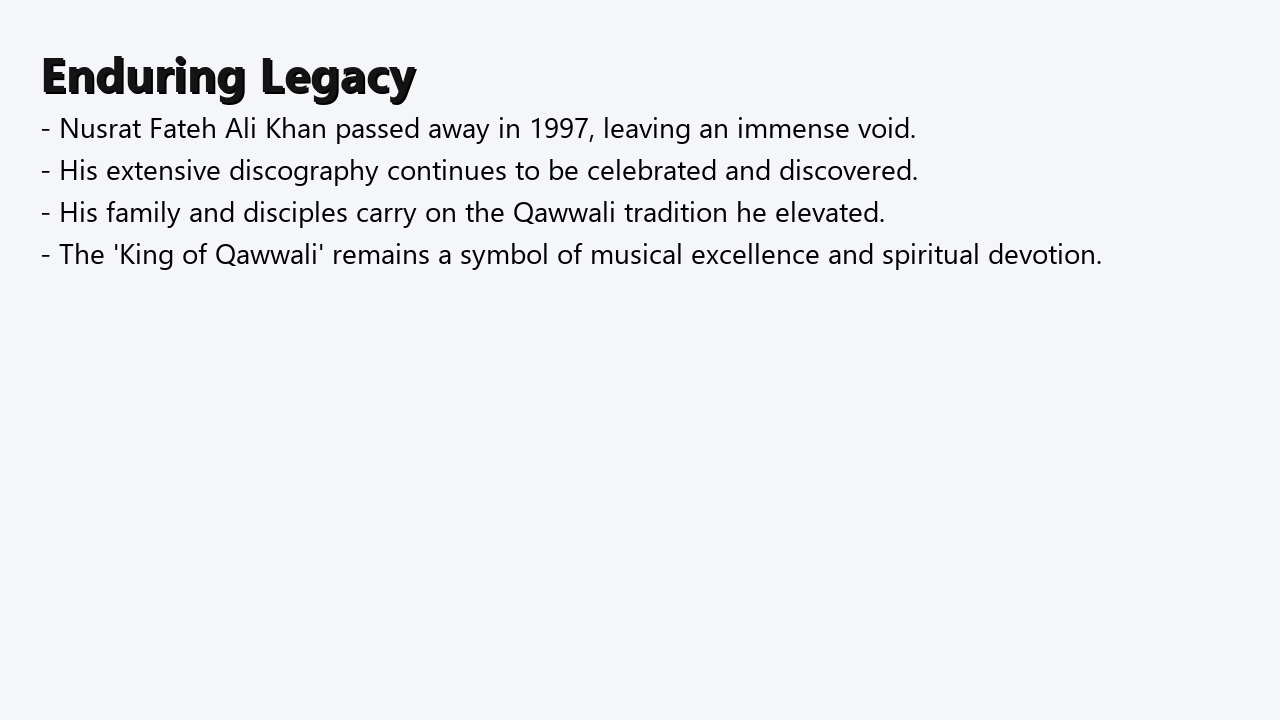 Enduring Legacy
- Nusrat Fateh Ali Khan passed away in 1997, leaving an immense void.
- His extensive discography continues to be celebrated and discovered.
- His family and disciples carry on the Qawwali tradition he elevated.
- The 'King of Qawwali' remains a symbol of musical excellence and spiritual devotion.